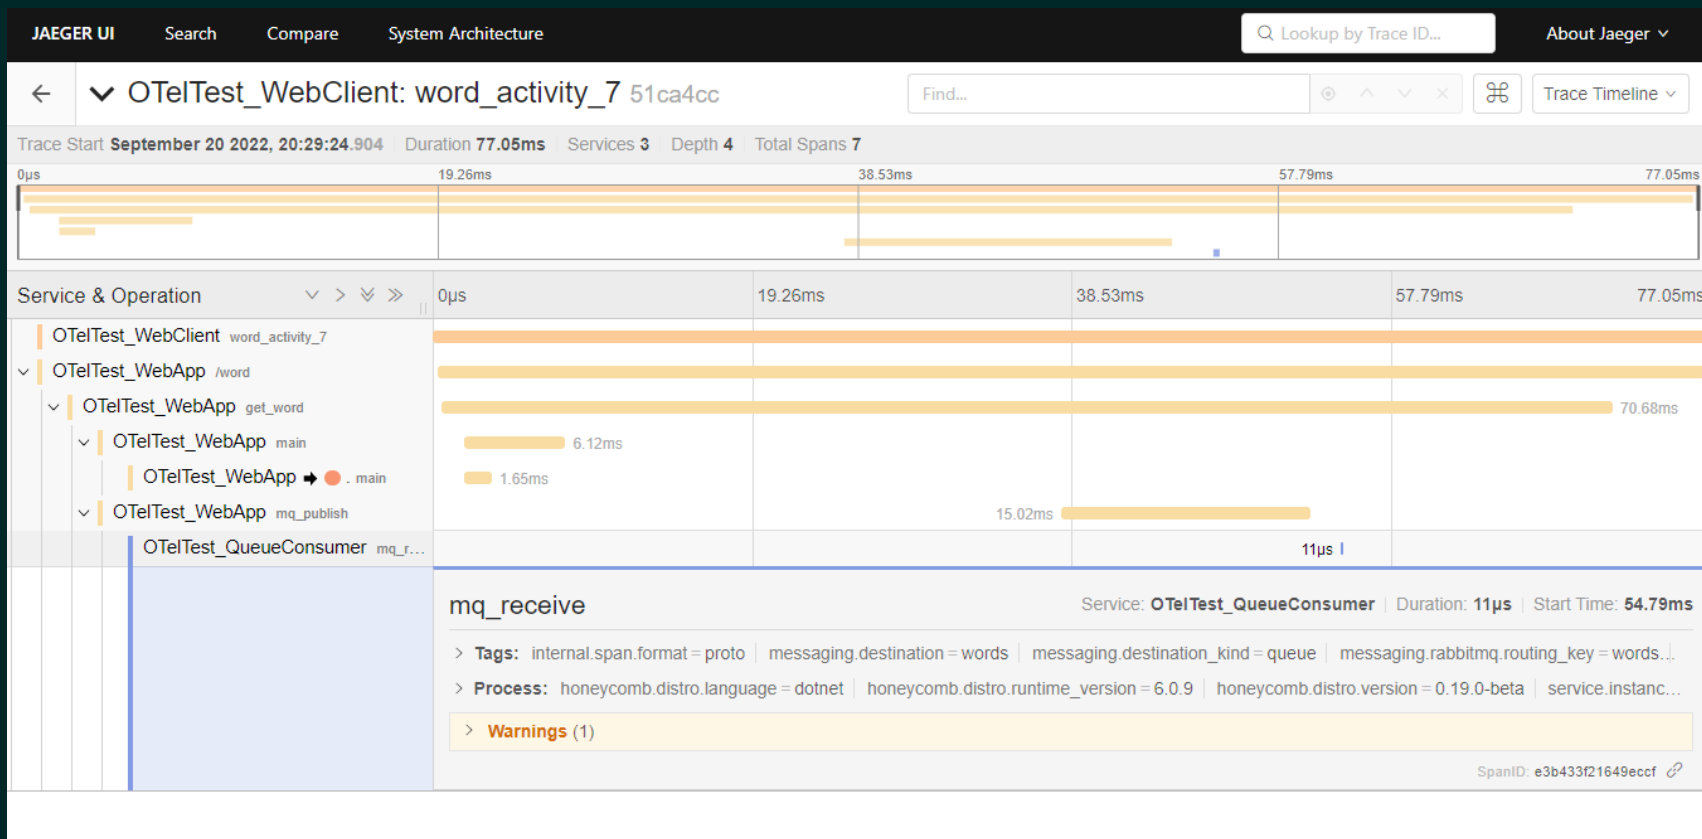 JAEGER UI Search Compare System Architecture Lookup by Trace ID... About Jaeger
OTelTest_WebClient: word_activity_7 51ca4cc Find... Trace Timeline
Trace Start September 20 2022, 20:29:24.904 Duration 77.05ms Services 3 Depth 4 Total Spans 7
0μs 19.26ms 38.53ms 57.79ms 77.05ms
Service & Operation 0μs 19.26ms 38.53ms 57.79ms 77.05ms
OTelTest_WebClient word_activity_7
OTelTest_WebApp /word
OTelTest_WebApp get_word 70.68ms
OTelTest_WebApp main 6.12ms
OTelTest_WebApp . main 1.65ms
OTelTest_WebApp mq_publish 15.02ms
OTelTest_QueueConsumer mq_r... 11μs
mq_receive Service: OTelTest_QueueConsumer Duration: 11μs Start Time: 54.79ms
Tags: internal.span.format = proto messaging.destination = words messaging.destination_kind = queue messaging.rabbitmq.routing_key = words...
Process: honeycomb.distro.language = dotnet honeycomb.distro.runtime_version = 6.0.9 honeycomb.distro.version = 0.19.0-beta service.instanc...
Warnings (1)
SpanID: e3b433f21649eccf